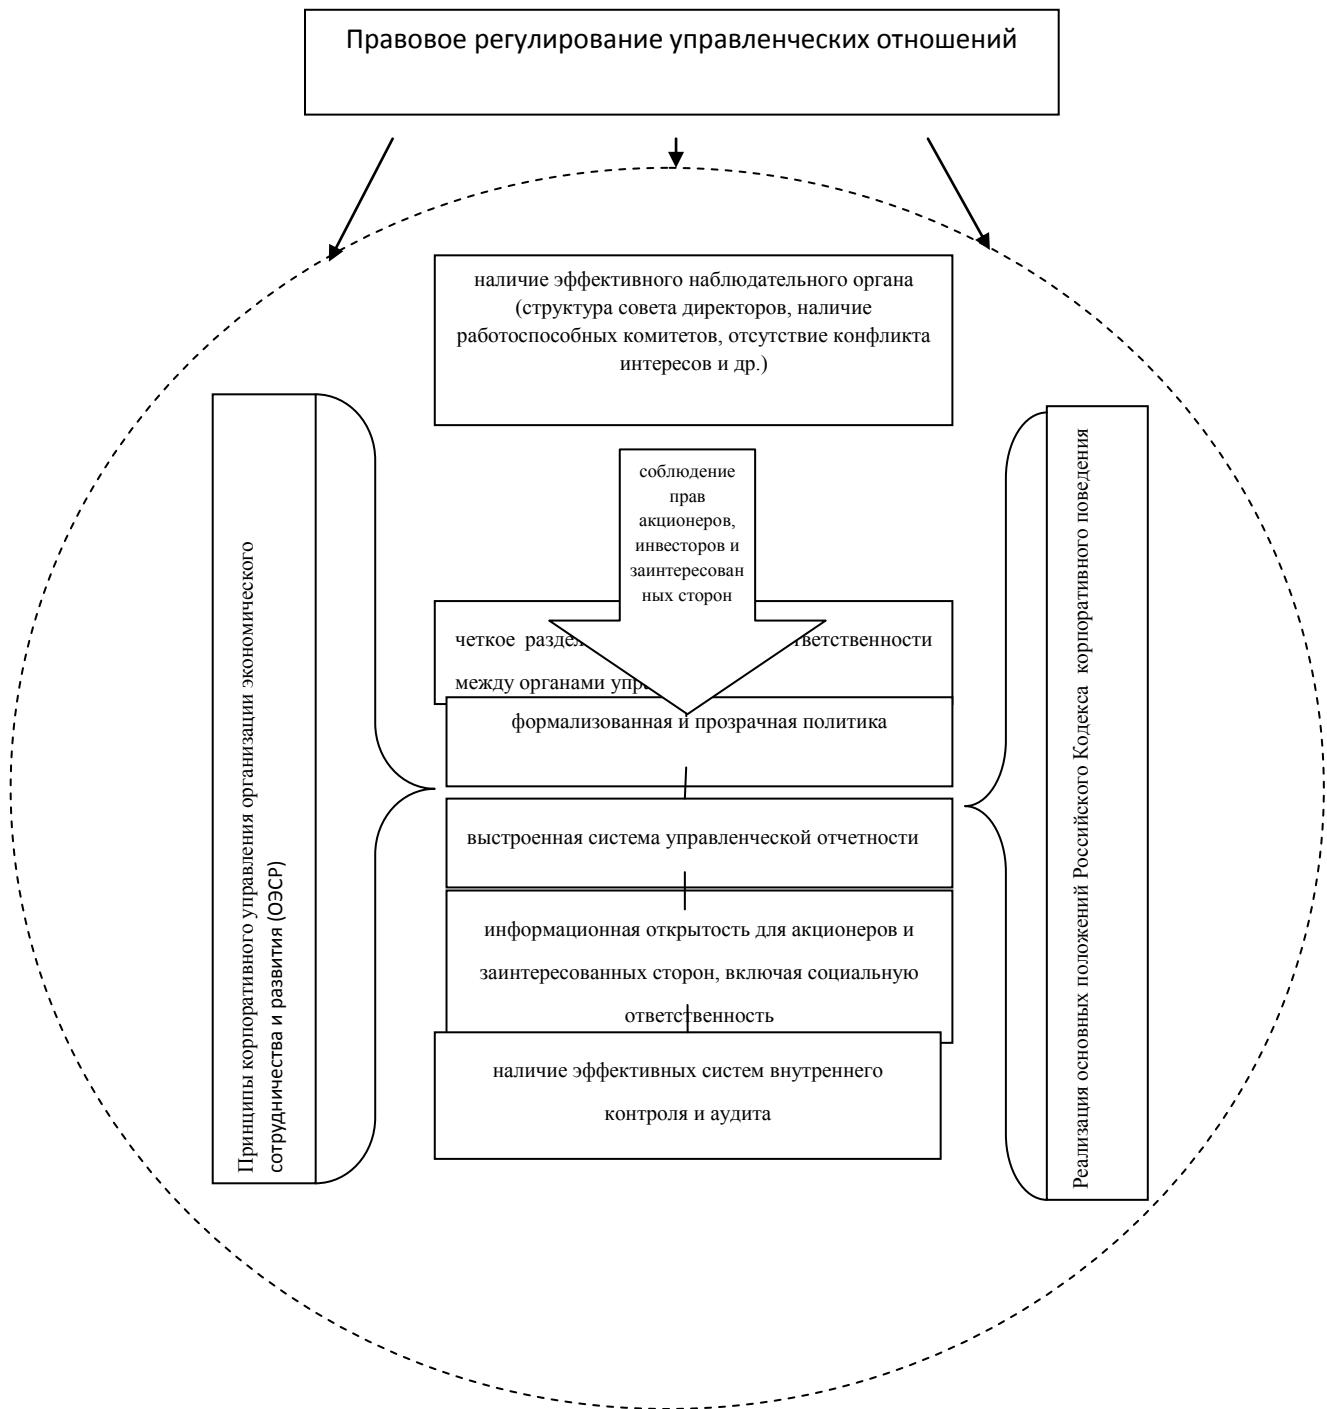 Правовое регулирование управленческих отношений
наличие эффективного наблюдательного органа
(структура совета директоров, наличие
работоспособных комитетов, отсутствие конфликта
интересов и др.)
Принципы корпоративного управления организации экономического
сотрудничества и развития (ОЭСР)
соблюдение
прав
акционеров,
инвесторов и
заинтересован
ных сторон
четкое
между органами
формализованная и прозрачная политика
выстроенная система управленческой отчетности
информационная открытость для акционеров и
заинтересованных сторон, включая социальную
ответственность
наличие эффективных систем внутреннего
контроля и аудита
Реализация основных положений Российского Кодекса корпоративного поведения